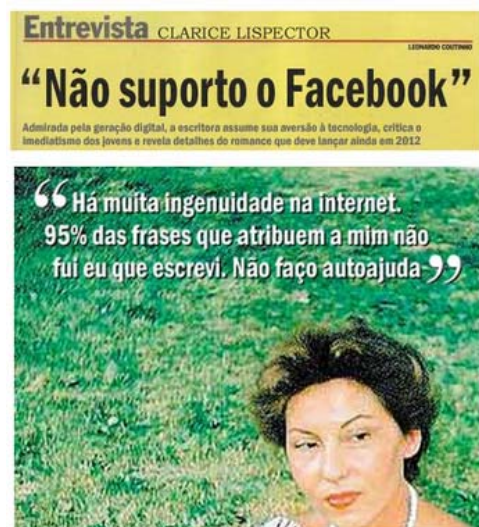 Entrevista CLARICE LISPECTOR
LEONARDO COUTINHO
“Não suporto o Facebook”
Admirada pela geração digital, a escritora assume sua aversão à tecnologia, critica o
imediatismo dos jovens e revela detalhes do romance que deve lançar ainda em 2012
“Há muita ingenuidade na internet.
95% das frases que atribuem a mim não
fui eu que escrevi. Não faço autoajuda”